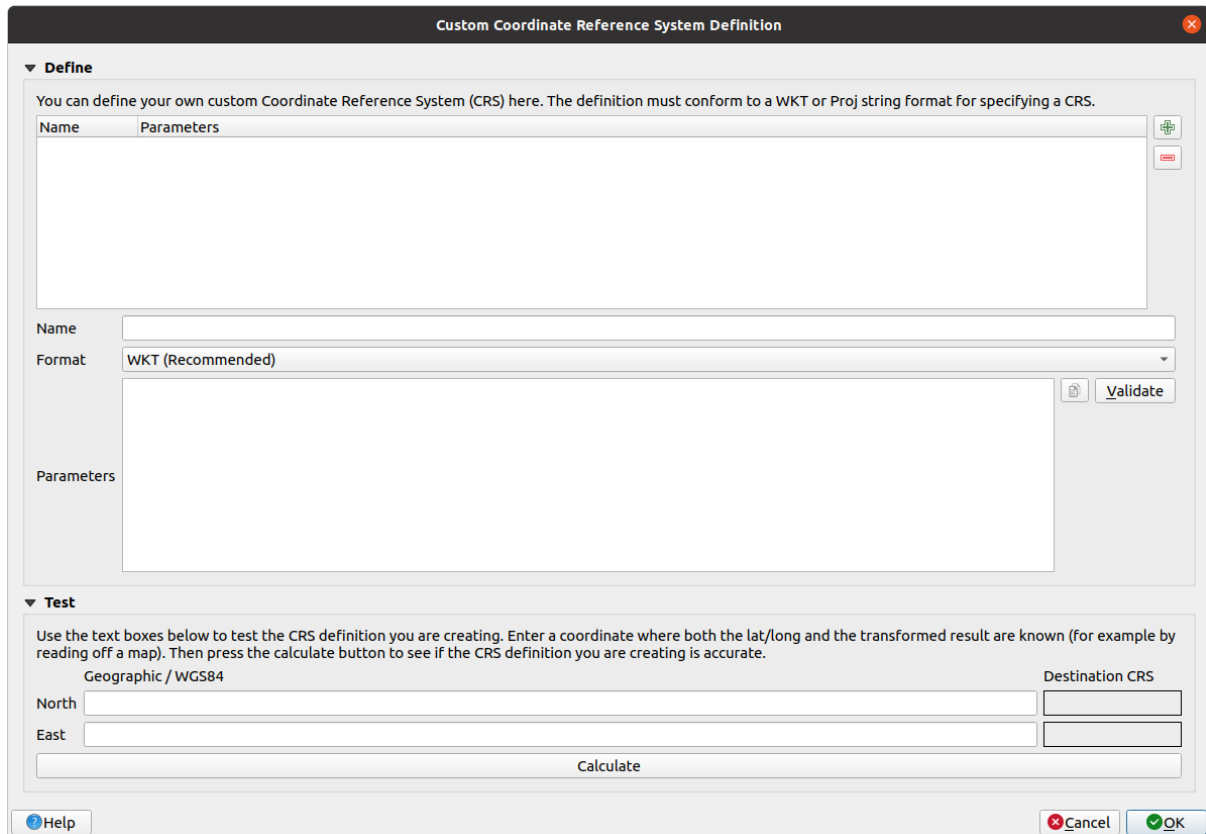 Custom Coordinate Reference System Definition
Define
You can define your own custom Coordinate Reference System (CRS) here. The definition must conform to a WKT or Proj string format for specifying a CRS.
Name Parameters
Name
Format WKT (Recommended)
Validate
Parameters
Test
Use the text boxes below to test the CRS definition you are creating. Enter a coordinate where both the lat/long and the transformed result are known (for example by
reading off a map). Then press the calculate button to see if the CRS definition you are creating is accurate.
Geographic / WGS84 Destination CRS
North
East
Calculate
Help Cancel OK